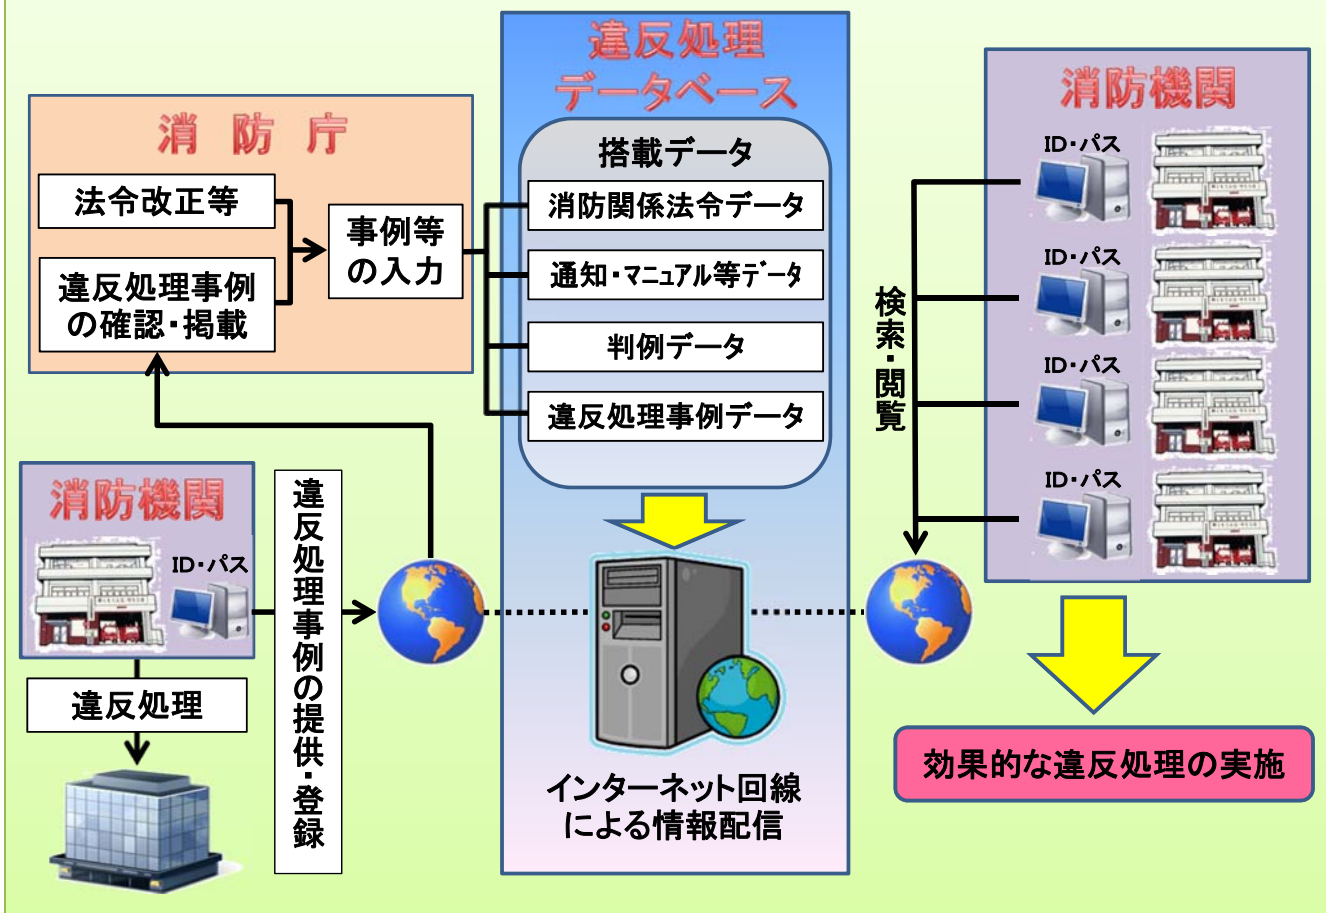 違反処理
データベース
搭載データ
消防関係法令データ
通知・マニュアル等データ
判例データ
違反処理事例データ
インターネット回線
による情報配信
消防庁
法令改正等
違反処理事例
の確認・掲載
事例等
の入力
消防機関
ID・パス
違反処理
違反処理事例の提供・登録
検索・閲覧
消防機関
ID・パス
ID・パス
ID・パス
ID・パス
効果的な違反処理の実施